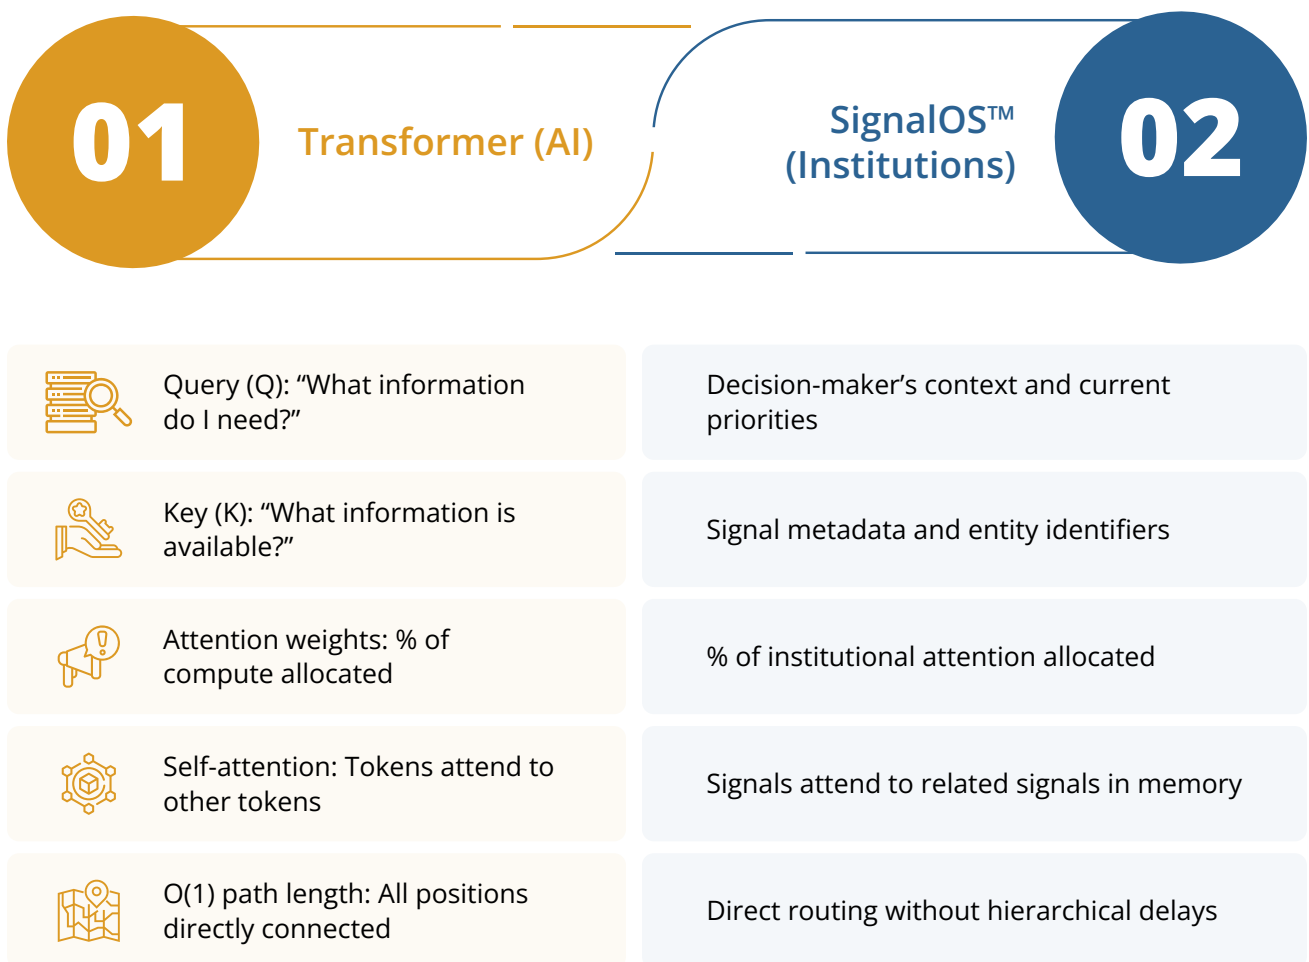 01
Transformer (AI)
SignalOS™
(Institutions)
02
Query (Q): “What information
do I need?”
Decision-maker’s context and current
priorities
Key (K): “What information is
available?”
Signal metadata and entity identifiers
Attention weights: % of
compute allocated
% of institutional attention allocated
Self-attention: Tokens attend to
other tokens
Signals attend to related signals in memory
O(1) path length: All positions
directly connected
Direct routing without hierarchical delays